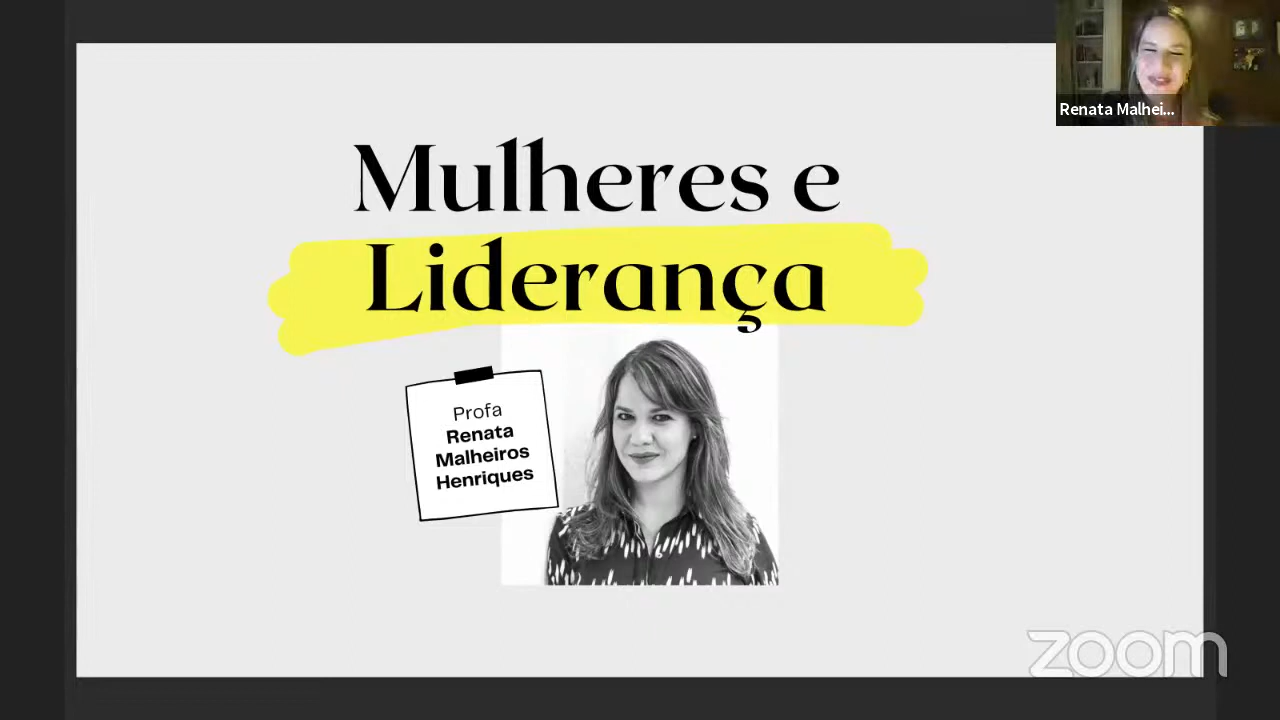 Renata Malhei...
Mulheres e
Liderança
Profa
Renata
Malheiros
Henriques
zoom